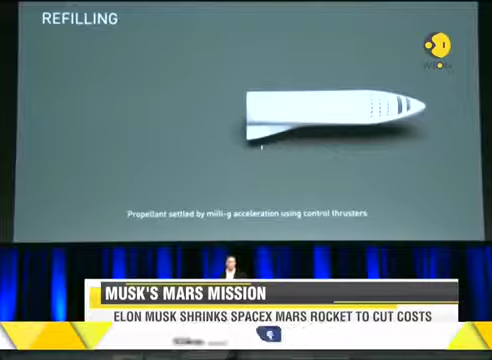 REFILLING
Propellant settled by milli-g acceleration using control thrusters
MUSK'S MARS MISSION
ELON MUSK SHRINKS SPACEX MARS ROCKET TO CUT COSTS